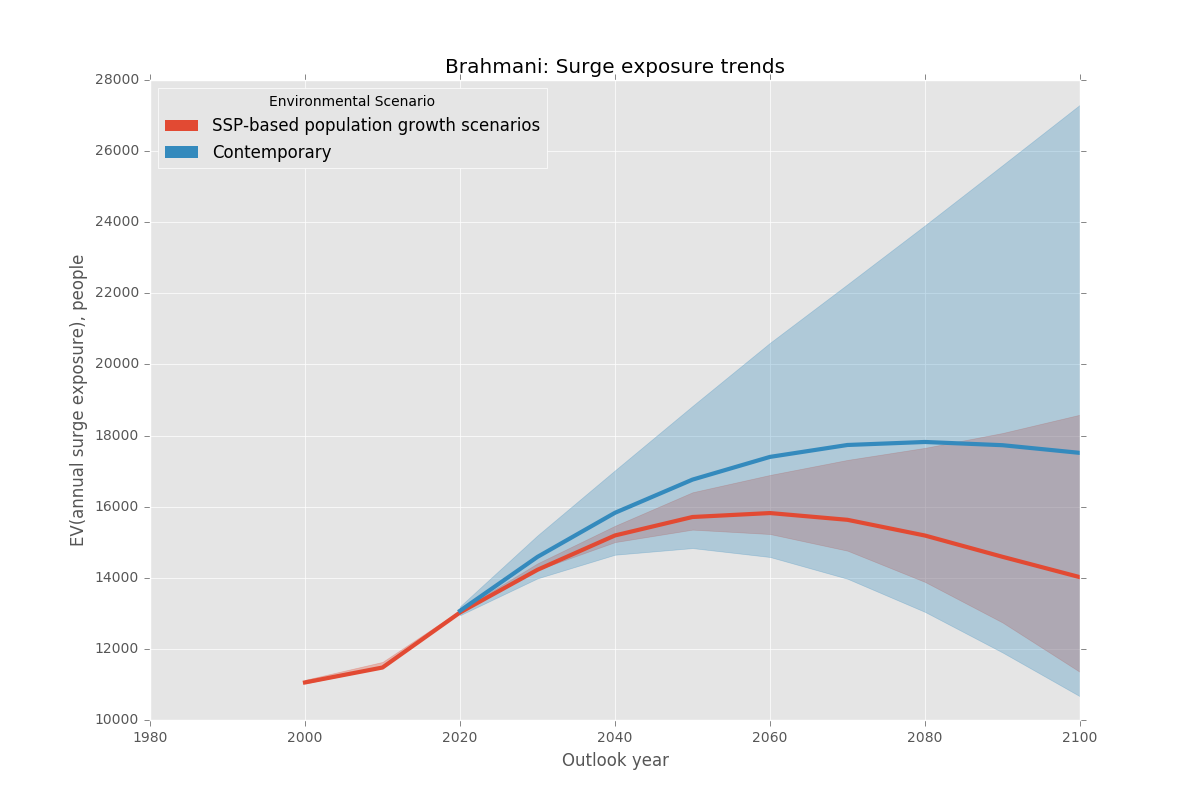 Brahmani: Surge exposure trends
28000
26000
24000
22000
20000
18000
16000
14000
12000
10000
EV(annual surge exposure), people
Environmental Scenario
SSP-based population growth scenarios
Contemporary
1980
2000
2020
2040
2060
2080
2100
Outlook year